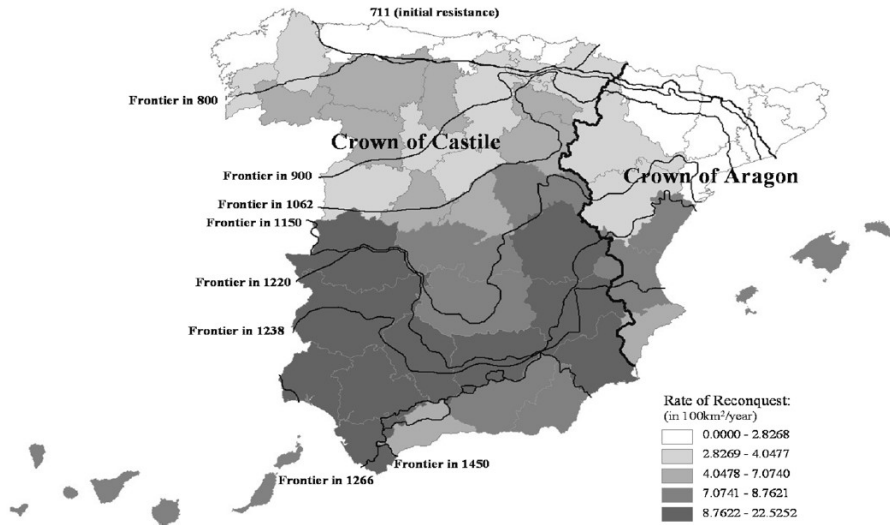 711 (initial resistance)
Frontier in 800
Crown of Castile
Frontier in 900
Crown of Aragon
Frontier in 1062
Frontier in 1150
Frontier in 1220
Frontier in 1238
Rate of Reconquest:
(in 100km²/year)
0.0000 - 2.8268
2.8269 - 4.0477
4.0478 - 7.0740
7.0741 - 8.7621
8.7622 - 22.5252
Frontier in 1450
Frontier in 1266